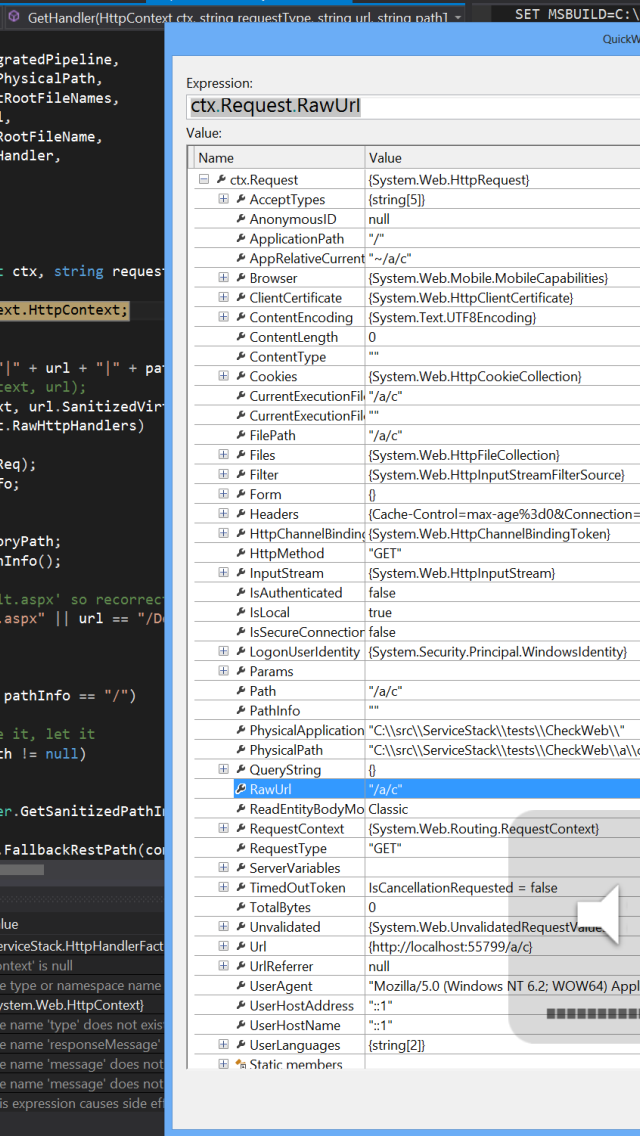 GetHandler(HttpContext ctx, string requestType, string url, string path]
SET MSBUILD=C:\
QuickW
gratedPipeline,
PhysicalPath,
tRootFileNames,
l,
RootFileName,
Handler,
t ctx, string request
ext.HttpContext;
"|" + url + "|" + pa
text, url);
xt, url.SanitizedVir
t.RawHttpHandlers)
Req);
fo;
oryPath;
hInfo();
lt.aspx' so recorrect
.aspx" || url == "/De
pathInfo == "/")
e it, let it
th != null)
er.GetSanitizedPathIn
.FallbackRestPath(con
lue
erviceStack.HttpHandlerFact
ontext' is null
e type or namespace name
ystem.Web.HttpContext}
e name 'type' does not exis
e name 'responseMessage'
e name 'message' does not
e name 'message' does not
is expression causes side eff
Expression:
ctx.Request.RawUrl
Value:
Name Value
ctx.Request {System.Web.HttpRequest}
AcceptTypes {string[5]}
AnonymousID null
ApplicationPath "/"
AppRelativeCurrent "~/a/c"
Browser {System.Web.Mobile.MobileCapabilities}
ClientCertificate {System.Web.HttpClientCertificate}
ContentEncoding {System.Text.UTF8Encoding}
ContentLength 0
ContentType ""
Cookies {System.Web.HttpCookieCollection}
CurrentExecutionFil "/a/c"
CurrentExecutionFil ""
FilePath "/a/c"
Files {System.Web.HttpFileCollection}
Filter {System.Web.HttpInputStreamFilterSource}
Form {}
Headers {Cache-Control=max-age%3d0&Connection=
HttpChannelBinding {System.Web.HttpChannelBindingToken}
HttpMethod "GET"
InputStream {System.Web.HttpInputStream}
IsAuthenticated false
IsLocal true
IsSecureConnection false
LogonUserIdentity {System.Security.Principal.WindowsIdentity}
Params
Path "/a/c"
PathInfo ""
PhysicalApplication "C:\\src\\ServiceStack\\tests\\CheckWeb\\"
PhysicalPath "C:\\src\\ServiceStack\\tests\\CheckWeb\\a\\c
QueryString {}
RawUrl "/a/c"
ReadEntityBodyMo Classic
RequestContext {System.Web.Routing.RequestContext}
RequestType "GET"
ServerVariables
TimedOutToken IsCancellationRequested = false
TotalBytes 0
Unvalidated {System.Web.UnvalidatedRequestValues
Url {http://localhost:55799/a/c}
UrlReferrer null
UserAgent "Mozilla/5.0 (Windows NT 6.2; WOW64) Appl
UserHostAddress "::1"
UserHostName "::1"
UserLanguages {string[2]}
Static members